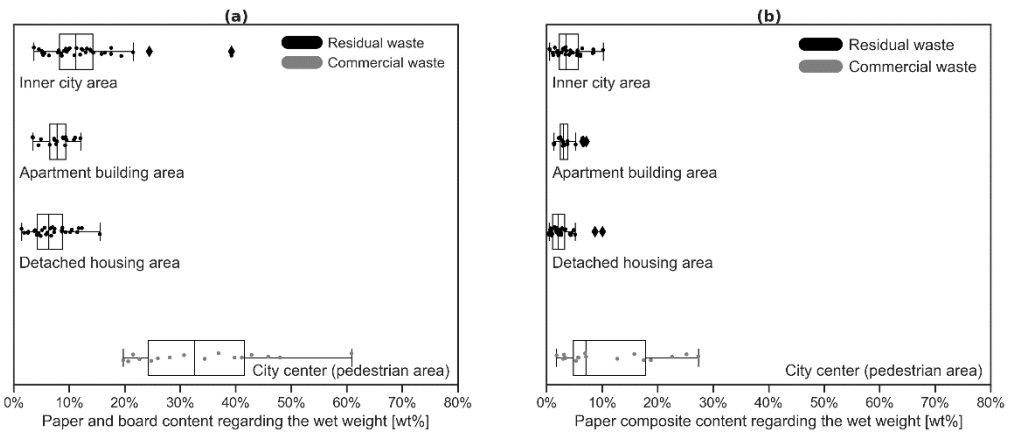 (a)
Residual waste
Commercial waste
Inner city area
Apartment building area
Detached housing area
City center (pedestrian area)
0% 10% 20% 30% 40% 50% 60% 70% 80%
Paper and board content regarding the wet weight [wt%]
(b)
Residual waste
Commercial waste
Inner city area
Apartment building area
Detached housing area
City center (pedestrian area)
0% 10% 20% 30% 40% 50% 60% 70% 80%
Paper composite content regarding the wet weight [wt%]